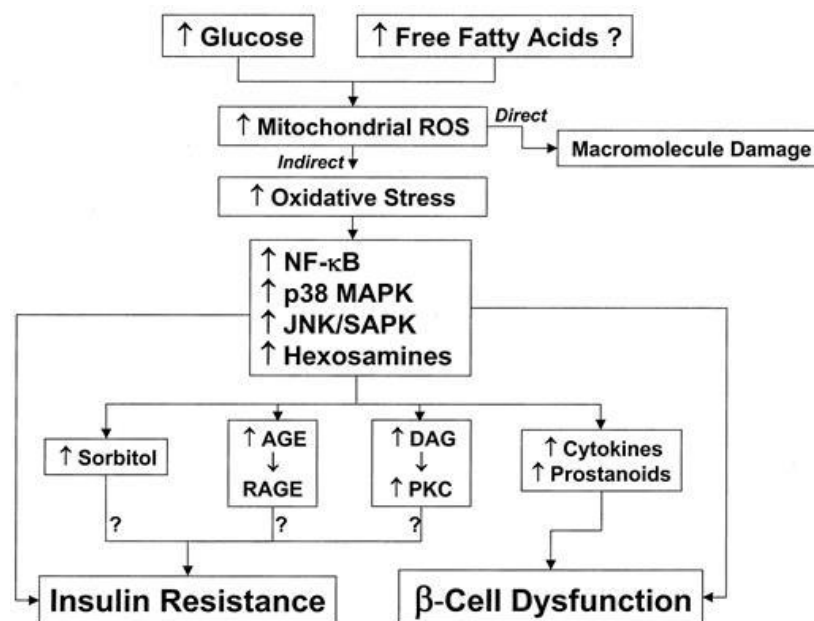 ↑ Glucose
↑ Free Fatty Acids ?
↑ Mitochondrial ROS
Direct
Macromolecule Damage
Indirect
↑ Oxidative Stress
↑ NF-κB
↑ p38 MAPK
↑ JNK/SAPK
↑ Hexosamines
↑ Sorbitol
↑ AGE
↓
RAGE
↑ DAG
↓
↑ PKC
↑ Cytokines
↑ Prostanoids
?
?
?
Insulin Resistance
β-Cell Dysfunction